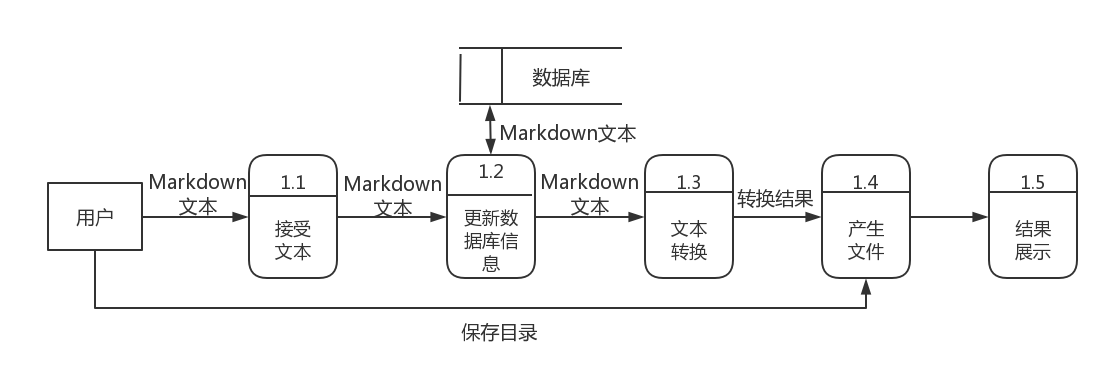 数据库
Markdown文本
用户
Markdown
文本
1.1
接受
文本
Markdown
文本
1.2
更新数
据库信
息
Markdown
文本
1.3
文本
转换
转换结果
1.4
产生
文件
1.5
结果
展示
保存目录